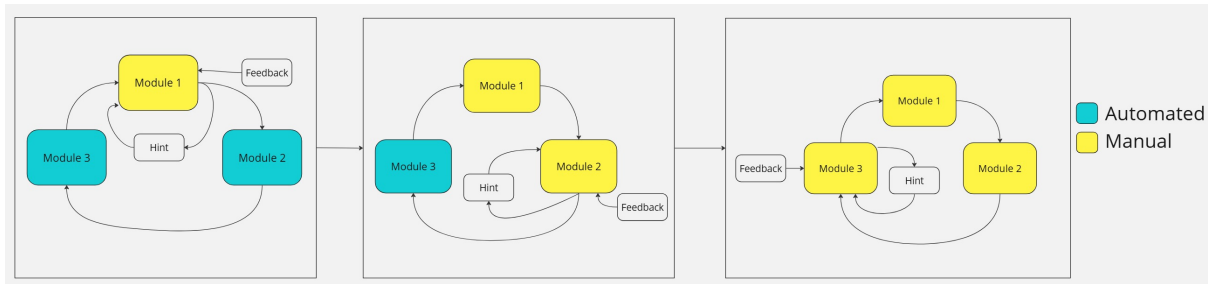 Module 1
Feedback
Hint
Module 3
Module 2
Module 1
Module 3
Module 2
Hint
Feedback
Module 1
Feedback
Module 3
Hint
Module 2
Automated
Manual